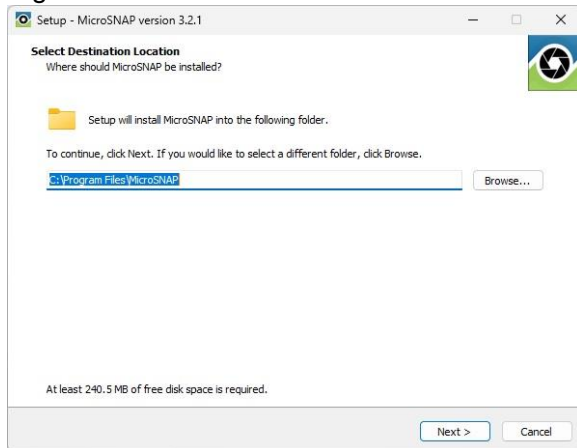 Setup - MicroSNAP version 3.2.1
Select Destination Location
Where should MicroSNAP be installed?
Setup will install MicroSNAP into the following folder.
To continue, click Next. If you would like to select a different folder, click Browse.
C:\Program Files\MicroSNAP
Browse...
At least 240.5 MB of free disk space is required.
Next >
Cancel